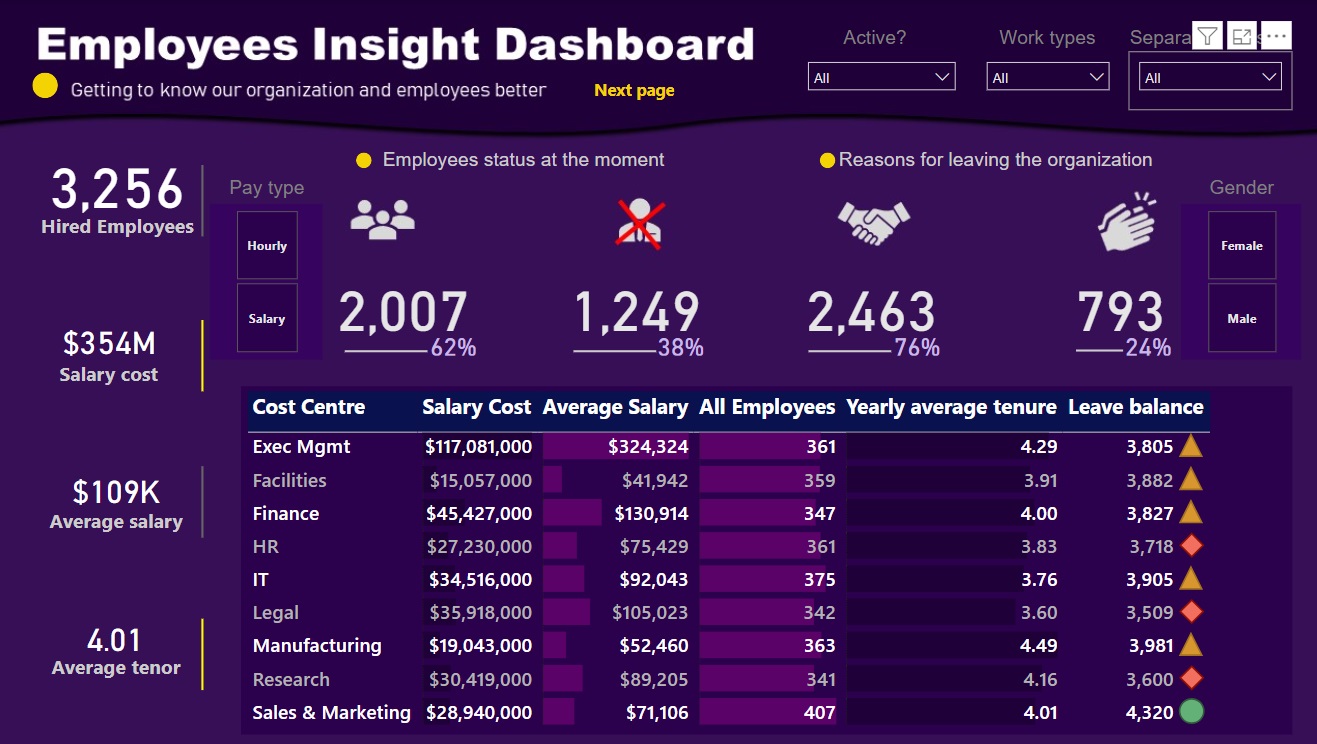 Employees Insight Dashboard
Getting to know our organization and employees better
Next page
Active?
All
Work types
All
Separa
All
3,256
Hired Employees
$354M
Salary cost
$109K
Average salary
4.01
Average tenor
Pay type
Hourly
Salary
Employees status at the moment
2,007
62%
1,249
38%
Reasons for leaving the organization
2,463
76%
793
24%
Gender
Female
Male
Cost Centre Salary Cost Average Salary All Employees Yearly average tenure Leave balance
Exec Mgmt $117,081,000 $324,324 361 4.29 3,805
Facilities $15,057,000 $41,942 359 3.91 3,882
Finance $45,427,000 $130,914 347 4.00 3,827
HR $27,230,000 $75,429 361 3.83 3,718
IT $34,516,000 $92,043 375 3.76 3,905
Legal $35,918,000 $105,023 342 3.60 3,509
Manufacturing $19,043,000 $52,460 363 4.49 3,981
Research $30,419,000 $89,205 341 4.16 3,600
Sales & Marketing $28,940,000 $71,106 407 4.01 4,320